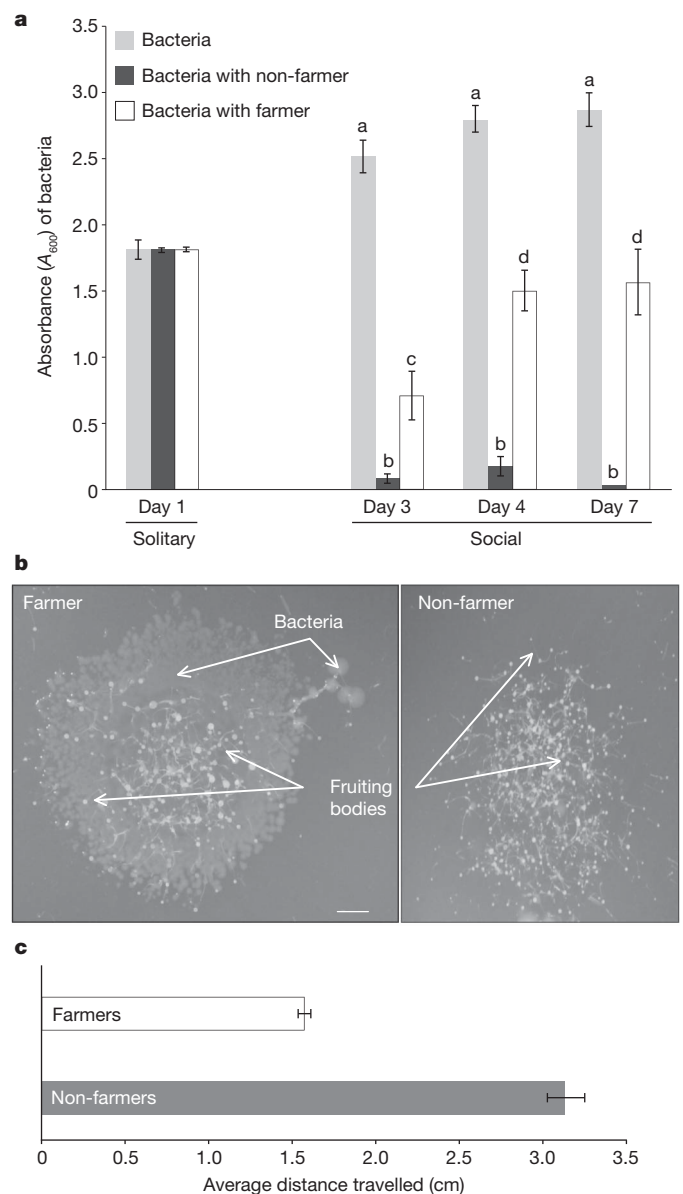 a
3.5
3.0
2.5
2.0
1.5
1.0
0.5
0
Absorbance (A600) of bacteria
Bacteria
Bacteria with non-farmer
Bacteria with farmer
a
b
c
a
b
d
a
b
d
Day 1
Day 3
Day 4
Day 7
Solitary
Social
b
Farmer
Bacteria
Non-farmer
Fruiting
bodies
c
Farmers
Non-farmers
0 0.5 1.0 1.5 2.0 2.5 3.0 3.5
Average distance travelled (cm)